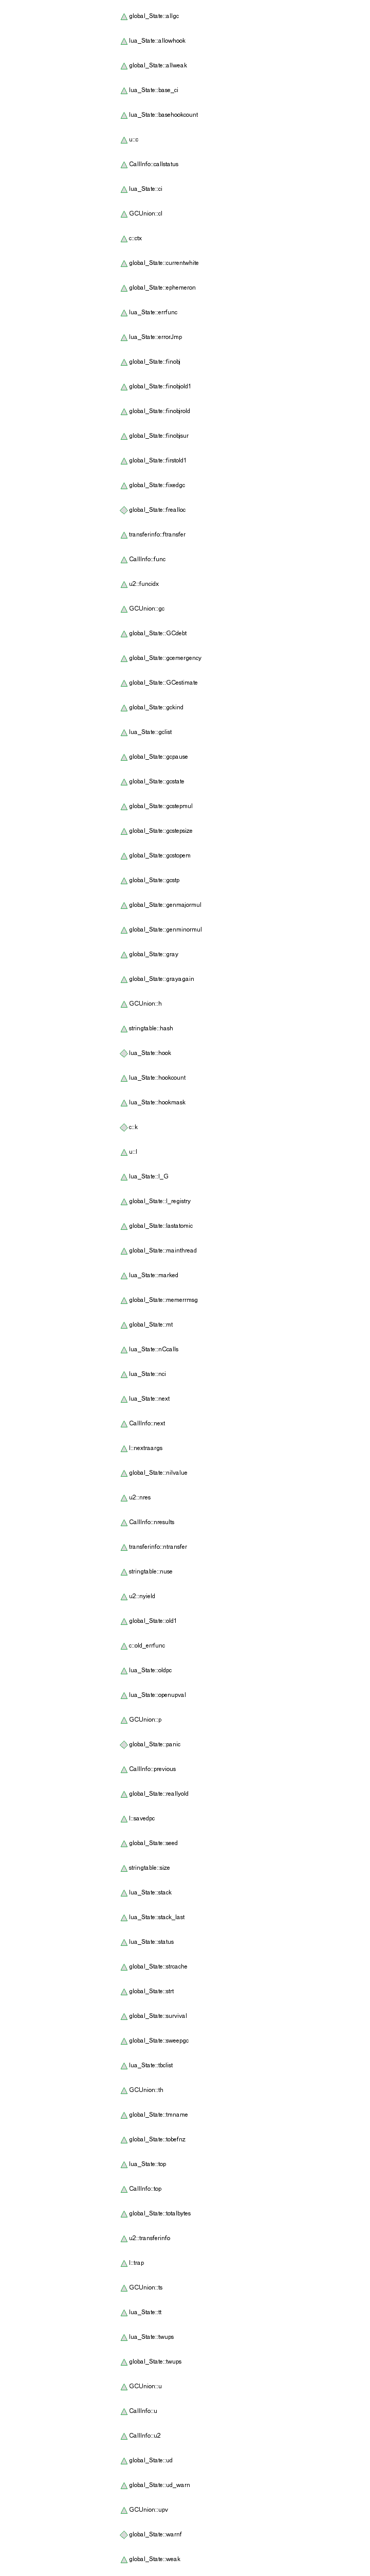 global_State::allgc
lua_State::allowhook
global_State::allweak
lua_State::base_ci
lua_State::basehookcount
u::c
CallInfo::callstatus
lua_State::ci
GCUnion::cl
c::ctx
global_State::currentwhite
global_State::ephemeron
lua_State::errfunc
lua_State::errorJmp
global_State::finobj
global_State::finobjold1
global_State::finobjrold
global_State::finobjsur
global_State::firstold1
global_State::fixedgc
global_State::frealloc
transferinfo::ftransfer
CallInfo::func
u2::funcidx
GCUnion::gc
global_State::GCdebt
global_State::gcemergency
global_State::GCestimate
global_State::gckind
lua_State::gclist
global_State::gcpause
global_State::gcstate
global_State::gcstepmul
global_State::gcstepsize
global_State::gcstopem
global_State::gcstp
global_State::genmajormul
global_State::genminormul
global_State::gray
global_State::grayagain
GCUnion::h
stringtable::hash
lua_State::hook
lua_State::hookcount
lua_State::hookmask
c::k
u::l
lua_State::l_G
global_State::l_registry
global_State::lastatomic
global_State::mainthread
lua_State::marked
global_State::memerrmsg
global_State::mt
lua_State::nCcalls
lua_State::nci
lua_State::next
CallInfo::next
l::nextraargs
global_State::nilvalue
u2::nres
CallInfo::nresults
transferinfo::ntransfer
stringtable::nuse
u2::nyield
global_State::old1
c::old_errfunc
lua_State::oldpc
lua_State::openupval
GCUnion::p
global_State::panic
CallInfo::previous
global_State::reallyold
l::savedpc
global_State::seed
stringtable::size
lua_State::stack
lua_State::stack_last
lua_State::status
global_State::strcache
global_State::strt
global_State::survival
global_State::sweepgc
lua_State::tbclist
GCUnion::th
global_State::tmname
global_State::tobefnz
lua_State::top
CallInfo::top
global_State::totalbytes
u2::transferinfo
l::trap
GCUnion::ts
lua_State::tt
lua_State::twups
global_State::twups
GCUnion::u
CallInfo::u
CallInfo::u2
global_State::ud
global_State::ud_warn
GCUnion::upv
global_State::warnf
global_State::weak